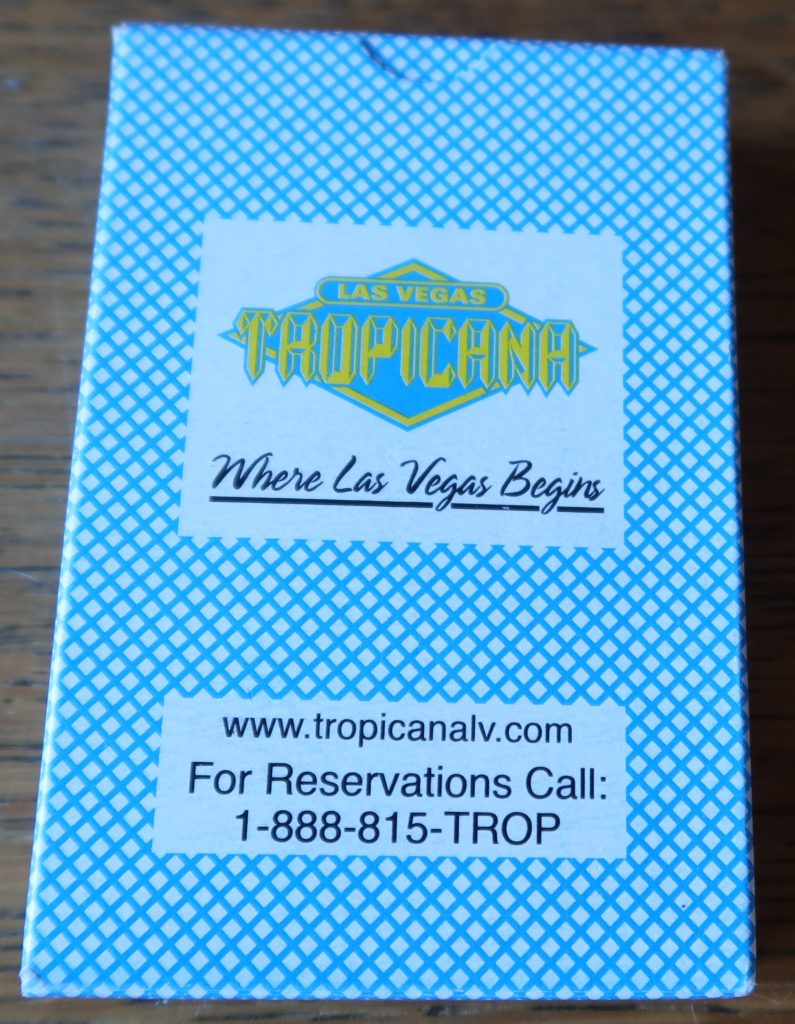 LAS VEGAS
TROPICANA
Where Las Vegas Begins
www.tropicanalv.com
For Reservations Call:
1-888-815-TROP